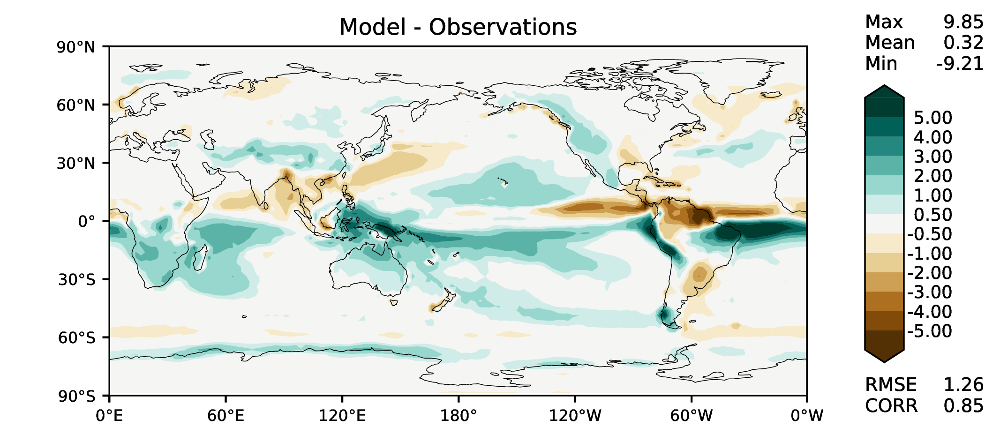 Model - Observations
Max 9.85
Mean 0.32
Min -9.21
90°N
60°N
30°N
0°
30°S
60°S
90°S
0°E 60°E 120°E 180° 120°W 60°W 0°W
5.00
4.00
3.00
2.00
1.00
0.50
-0.50
-1.00
-2.00
-3.00
-4.00
-5.00
RMSE 1.26
CORR 0.85